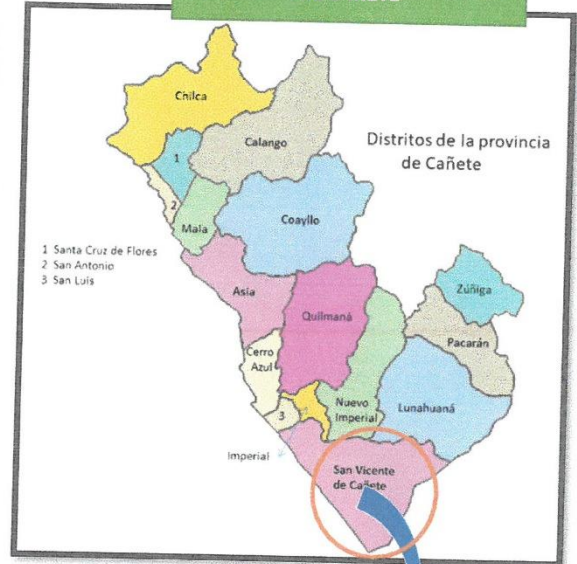 Chilca
Calango
Distritos de la provincia
de Cañete
1
2
Mala
Coayllo
1 Santa Cruz de Flores
2 San Antonio
3 San Luis
Asia
Zúñiga
Quilmaná
Pacarán
Cerro
Azul
Nuevo
Imperial
Lunahuaná
3
Imperial
San Vicente
de Cañete